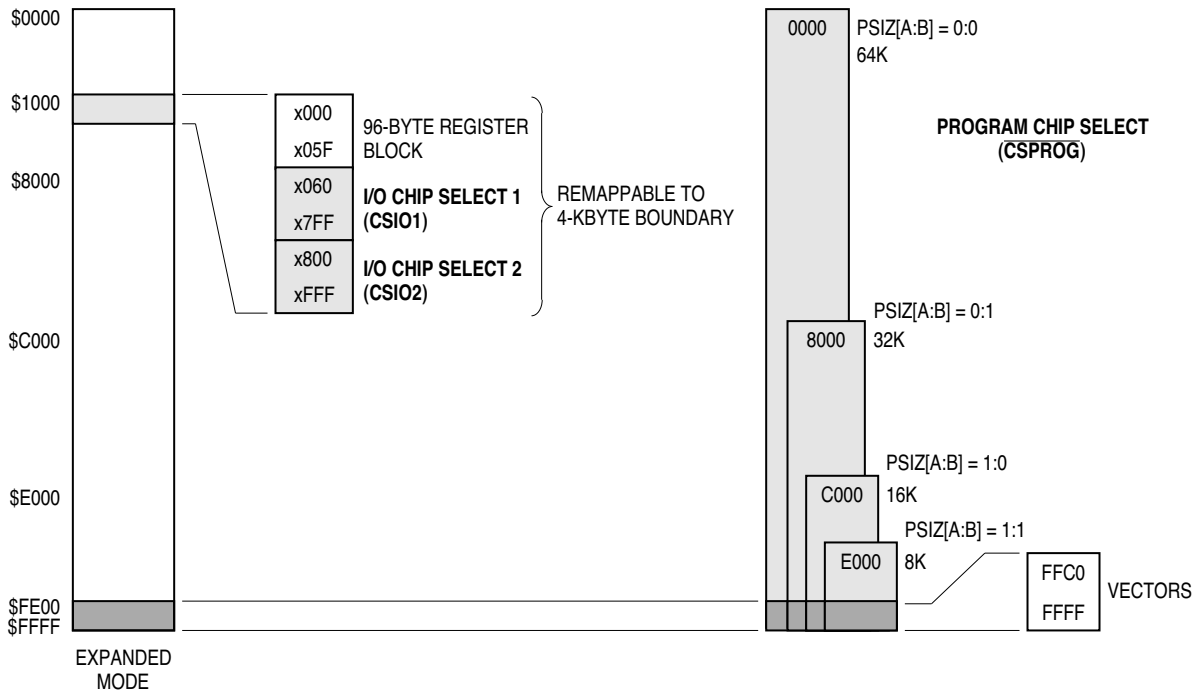 $0000
$1000
$8000
$C000
$E000
$FE00
$FFFF
EXPANDED
MODE
x000
x05F
96-BYTE REGISTER
BLOCK
x060
x7FF
I/O CHIP SELECT 1
(CSIO1)
x800
xFFF
I/O CHIP SELECT 2
(CSIO2)
REMAPPABLE TO
4-KBYTE BOUNDARY
0000
PSIZ[A:B] = 0:0
64K
PROGRAM CHIP SELECT
(CSPROG)
8000
PSIZ[A:B] = 0:1
32K
C000
PSIZ[A:B] = 1:0
16K
E000
PSIZ[A:B] = 1:1
8K
FFC0
FFFF
VECTORS